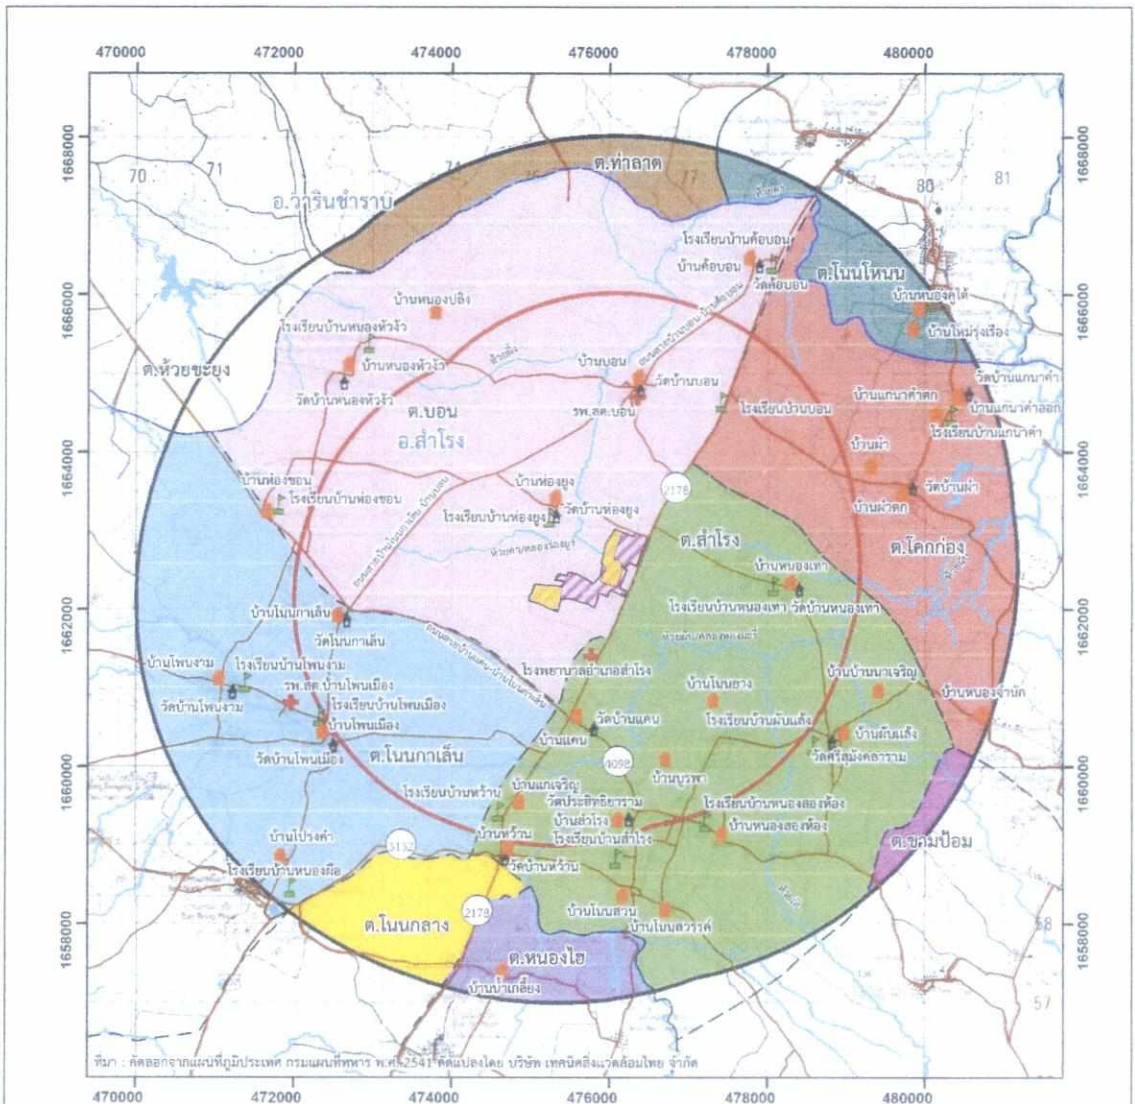 470000 472000 474000 476000 478000 480000
1668000
1668000
ต.ท่าลาด
70 71 77 79 80 81
อ.วารินชำราบ
โรงเรียนบ้านค้อบอน
บ้านค้อบอน
วัดค้อบอน
ต.โนนโหนน
บ้านหนองคูใต้
บ้านใหม่รุ่งเรือง
1666000
1666000
บ้านหนองปลิง
โรงเรียนบ้านหนองหัวงัว
บ้านหนองหัวงัว
วัดบ้านหนองหัวงัว
ต.ห้วยขะยุง
บ้านบอน
วัดบ้านบอน
รพ.สต.บอน
โรงเรียนบ้านบอน
ต.บอน
อ.สำโรง
วัดบ้านแกนาคำ
บ้านแกนาคำตก
บ้านแกนาคำออก
โรงเรียนบ้านแกนาคำ
บ้านผำ
1664000
1664000
วัดบ้านผำ
บ้านผำตก
บ้านห่องชอน
โรงเรียนบ้านห่องชอน
บ้านห่องยูง
วัดบ้านห่องยูง
โรงเรียนบ้านห่องยูง
2178
ต.สำโรง
ต.โคกก่อง
บ้านหนองเทา
โรงเรียนบ้านหนองเทา
วัดบ้านหนองเทา
1662000
1662000
บ้านโนนกาเล็น
วัดโนนกาเล็น
บ้านโพนงาม
โรงเรียนบ้านโพนงาม
รพ.สต.บ้านโพนเมือง
วัดบ้านโพนงาม
โรงเรียนบ้านโพนเมือง
บ้านโพนเมือง
วัดบ้านโพนเมือง
ต.โนนกาเล็น
โรงพยาบาลอำเภอสำโรง
บ้านโนนยาง
บ้านบ้านนาเจริญ
บ้านหนองจำนัก
โรงเรียนบ้านผับแล้ง
บ้านผับแล้ง
วัดศรีสุมังคลาราม
วัดบ้านแคน
บ้านแคน
4098
บ้านบูรพา
1660000
1660000
บ้านแกเจริญ
โรงเรียนบ้านหว้าน
วัดประสิทธิยาราม
บ้านสำโรง
โรงเรียนบ้านสำโรง
โรงเรียนบ้านหนองสองห้อง
บ้านหนองสองห้อง
บ้านหว้าน
วัดบ้านหว้าน
ต.ขามป้อม
บ้านโปร่งคำ
โรงเรียนบ้านหนองผือ
บ้านโนนสวน
บ้านโนนสวรรค์
2178
ต.โนนกลาง
ต.หนองไฮ
บ้านน้ำเกลี้ยง
1658000
1658000
58
57
ที่มา : คัดลอกจากแผนที่ภูมิประเทศ กรมแผนที่ทหาร พ.ศ. 2541 ดัดแปลงโดย บริษัท เทคนิคสิ่งแวดล้อมไทย จำกัด
470000 472000 474000 476000 478000 480000